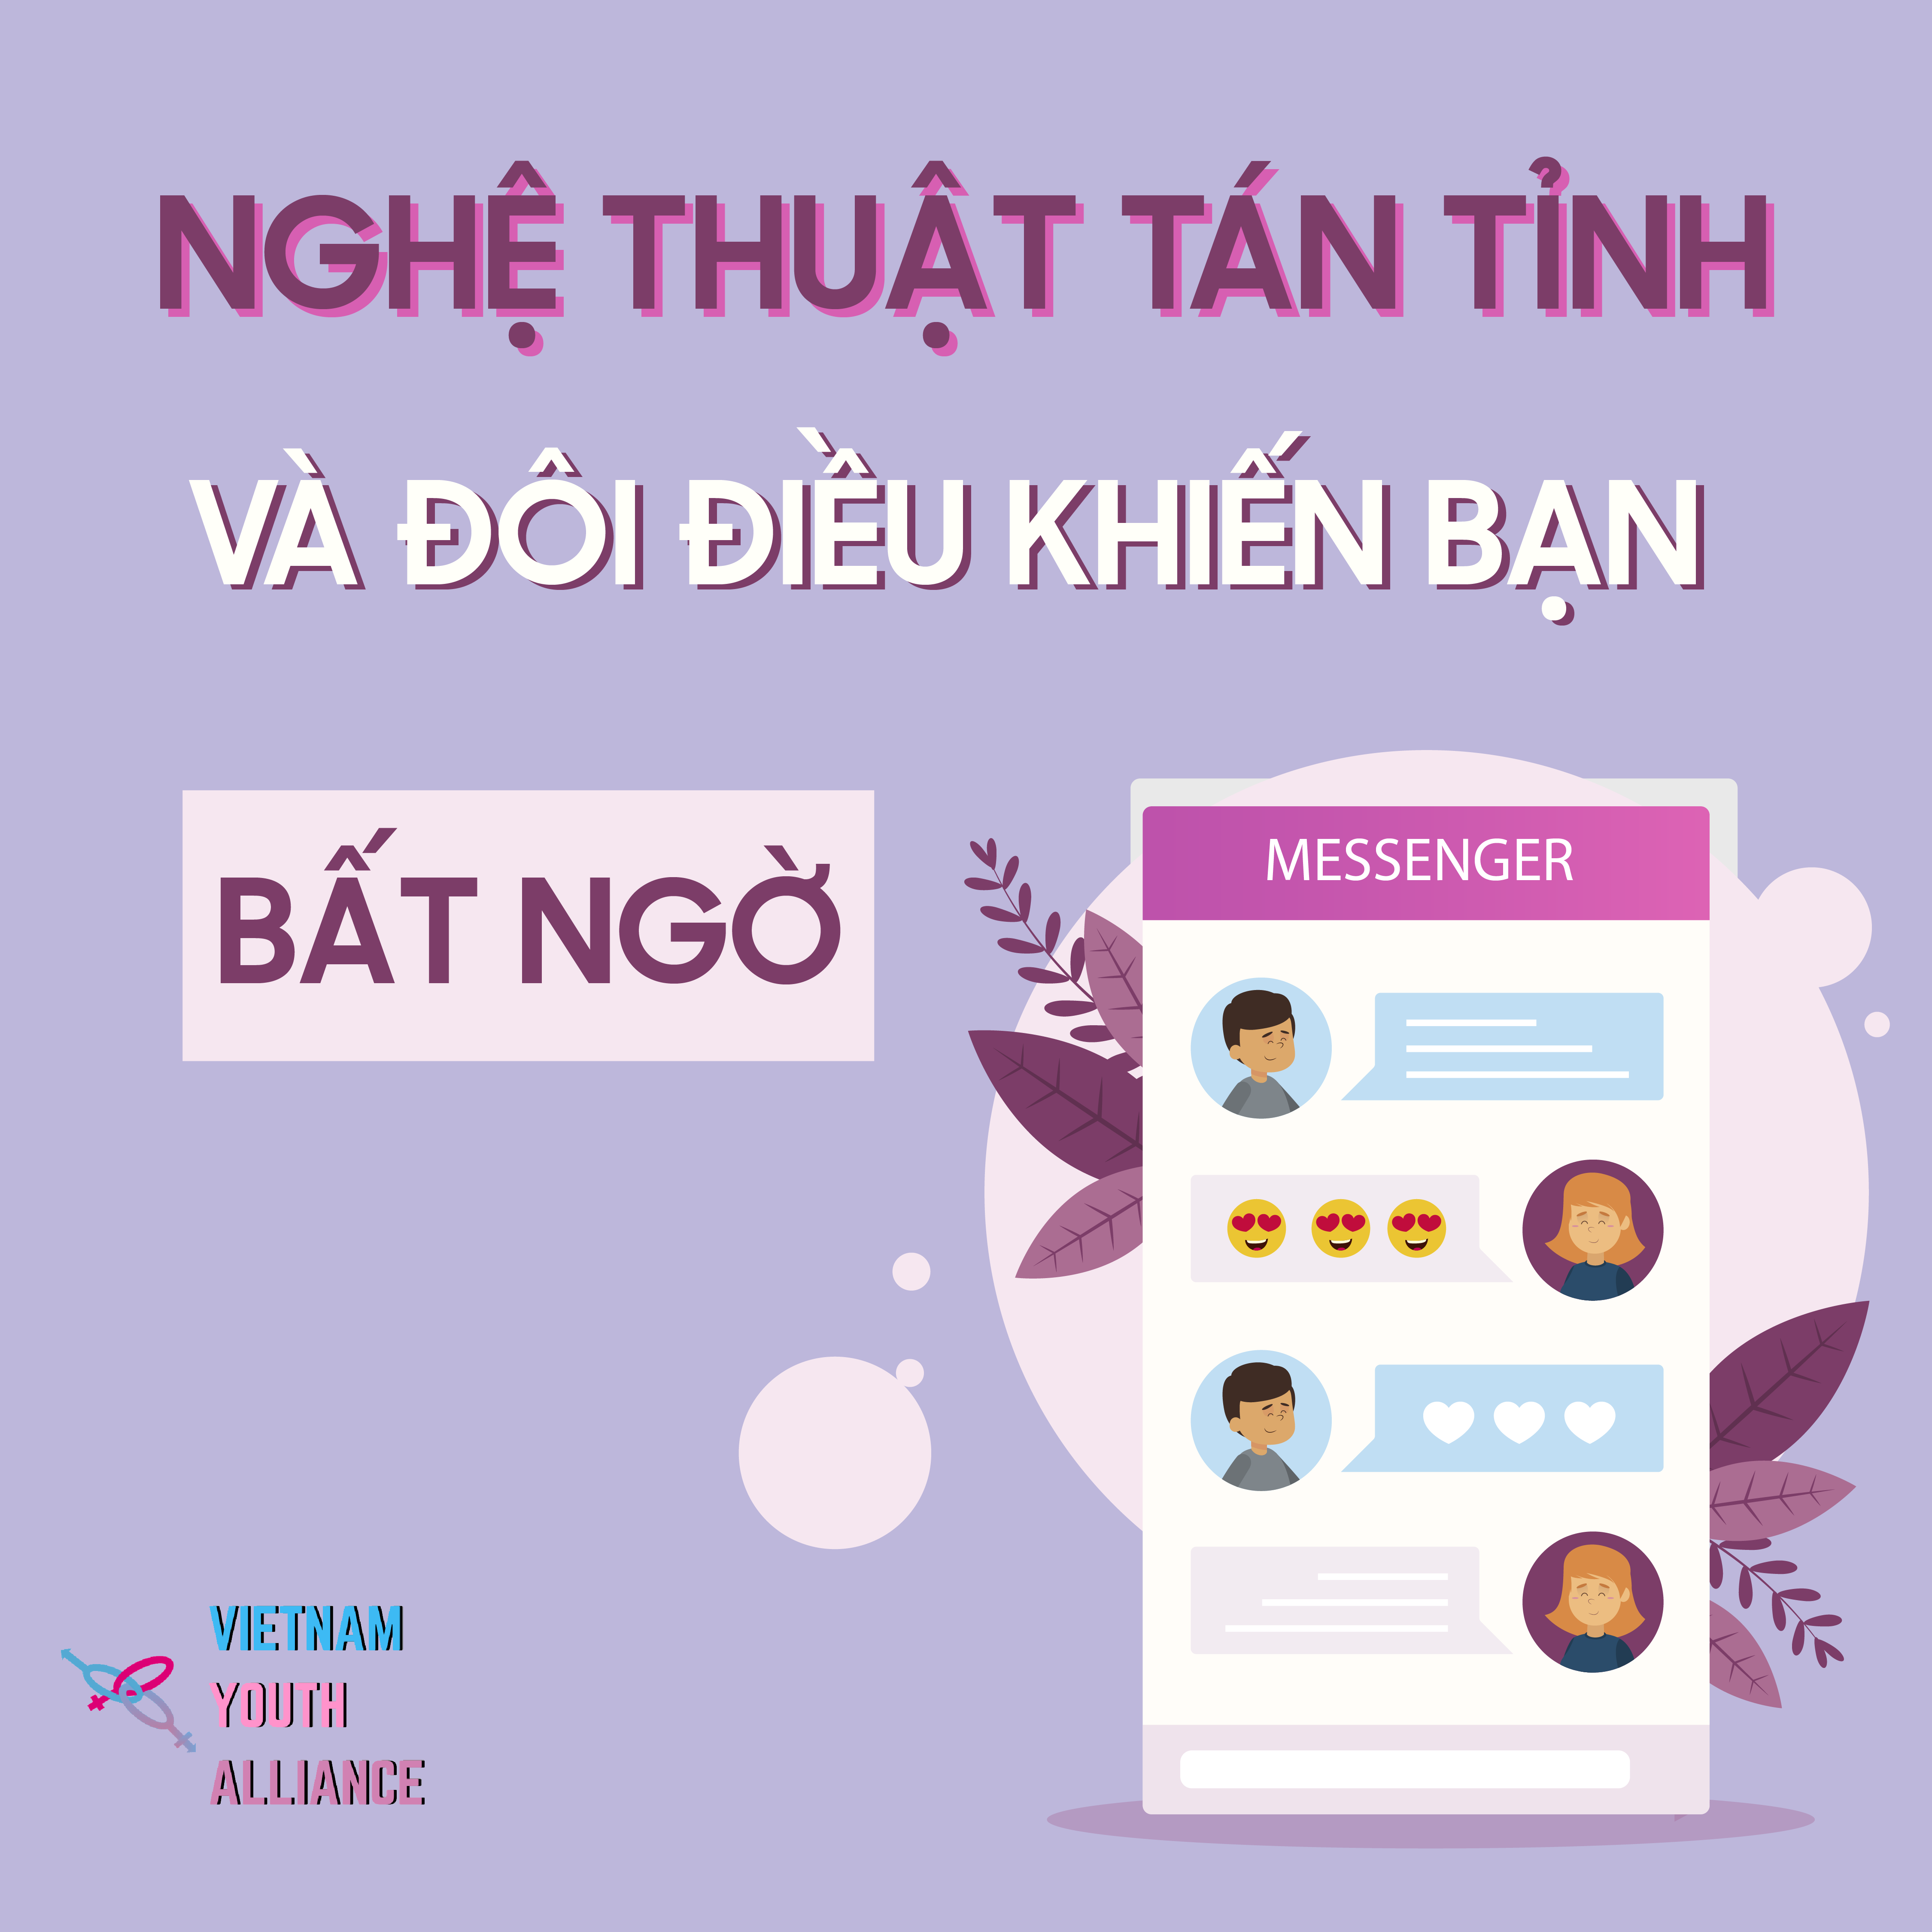 NGHỆ THUẬT TÁN TỈNH
VÀ ĐÔI ĐIỀU KHIẾN BẠN
BẤT NGỜ
MESSENGER
VIETNAM
YOUTH
ALLIANCE